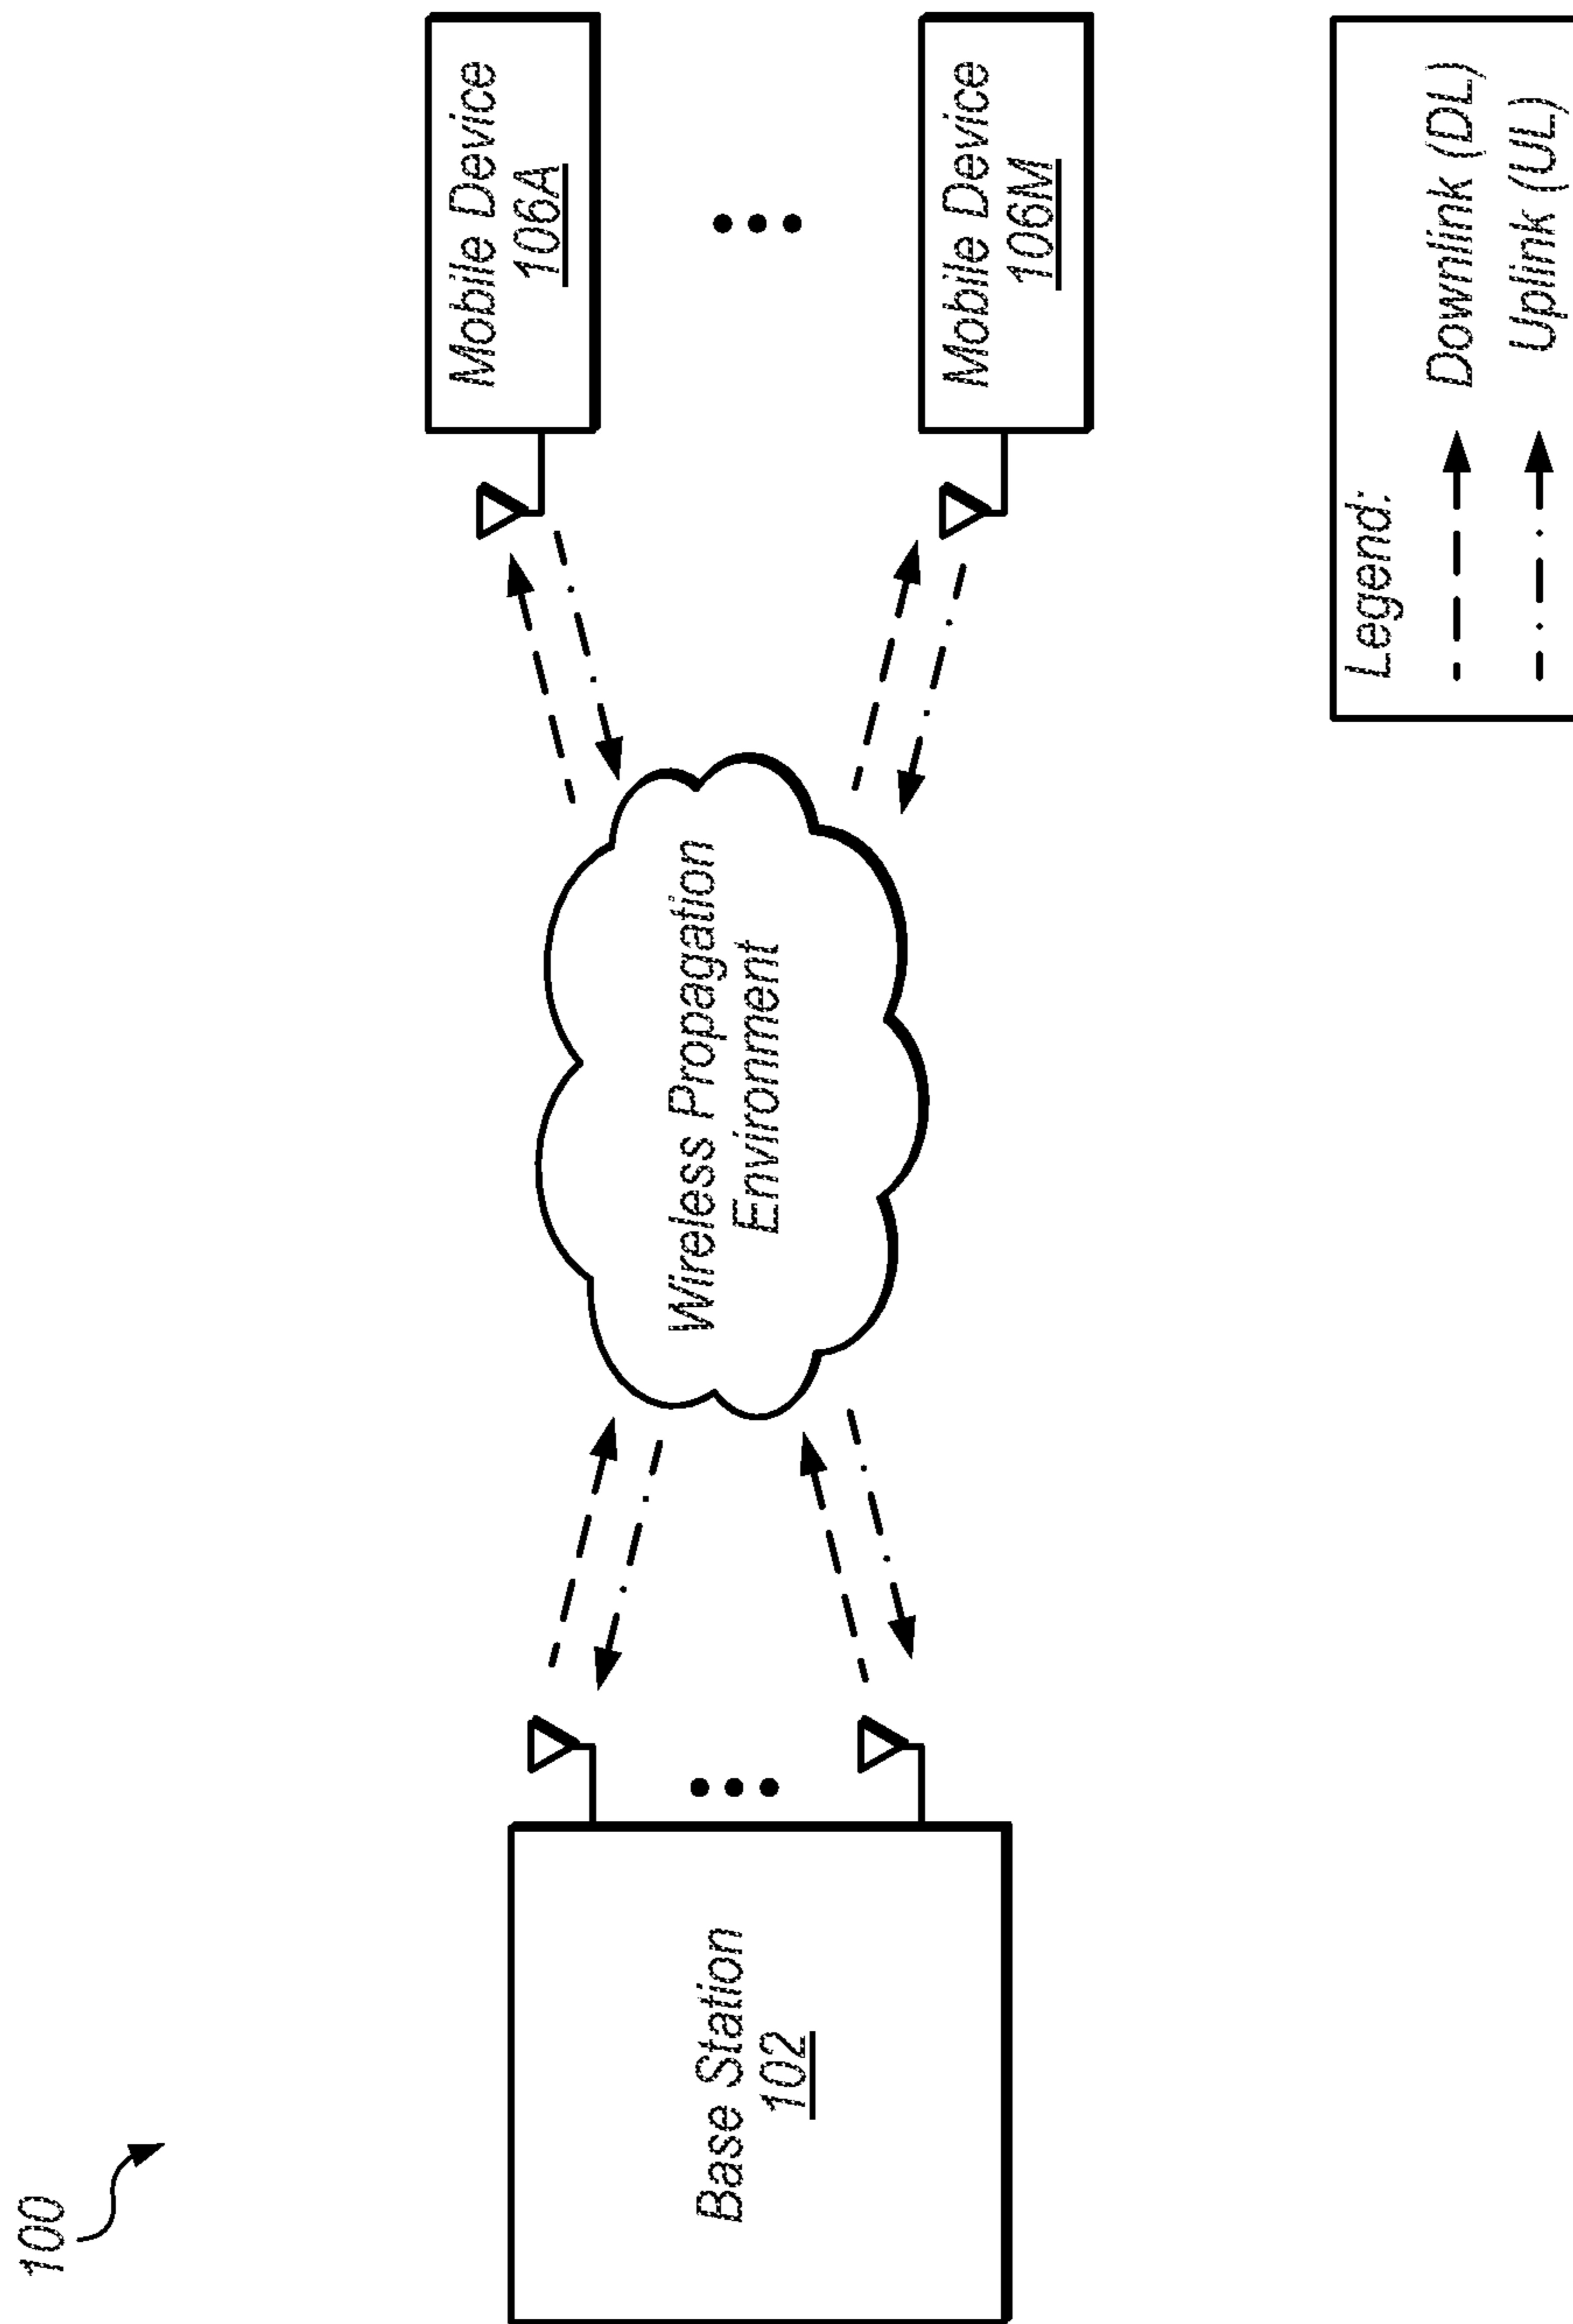 100
Base Station
102
Wireless Propagation
Environment
Mobile Device
106A
Mobile Device
106M
Legend:
Downlink (DL)
Uplink (UL)